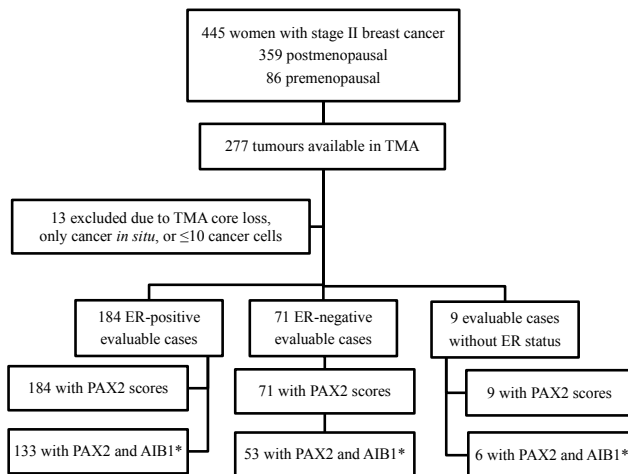 445 women with stage II breast cancer
359 postmenopausal
86 premenopausal
277 tumours available in TMA
13 excluded due to TMA core loss,
only cancer in situ, or ≤10 cancer cells
184 ER-positive
evaluable cases
71 ER-negative
evaluable cases
9 evaluable cases
without ER status
184 with PAX2 scores
71 with PAX2 scores
9 with PAX2 scores
133 with PAX2 and AIB1*
53 with PAX2 and AIB1*
6 with PAX2 and AIB1*